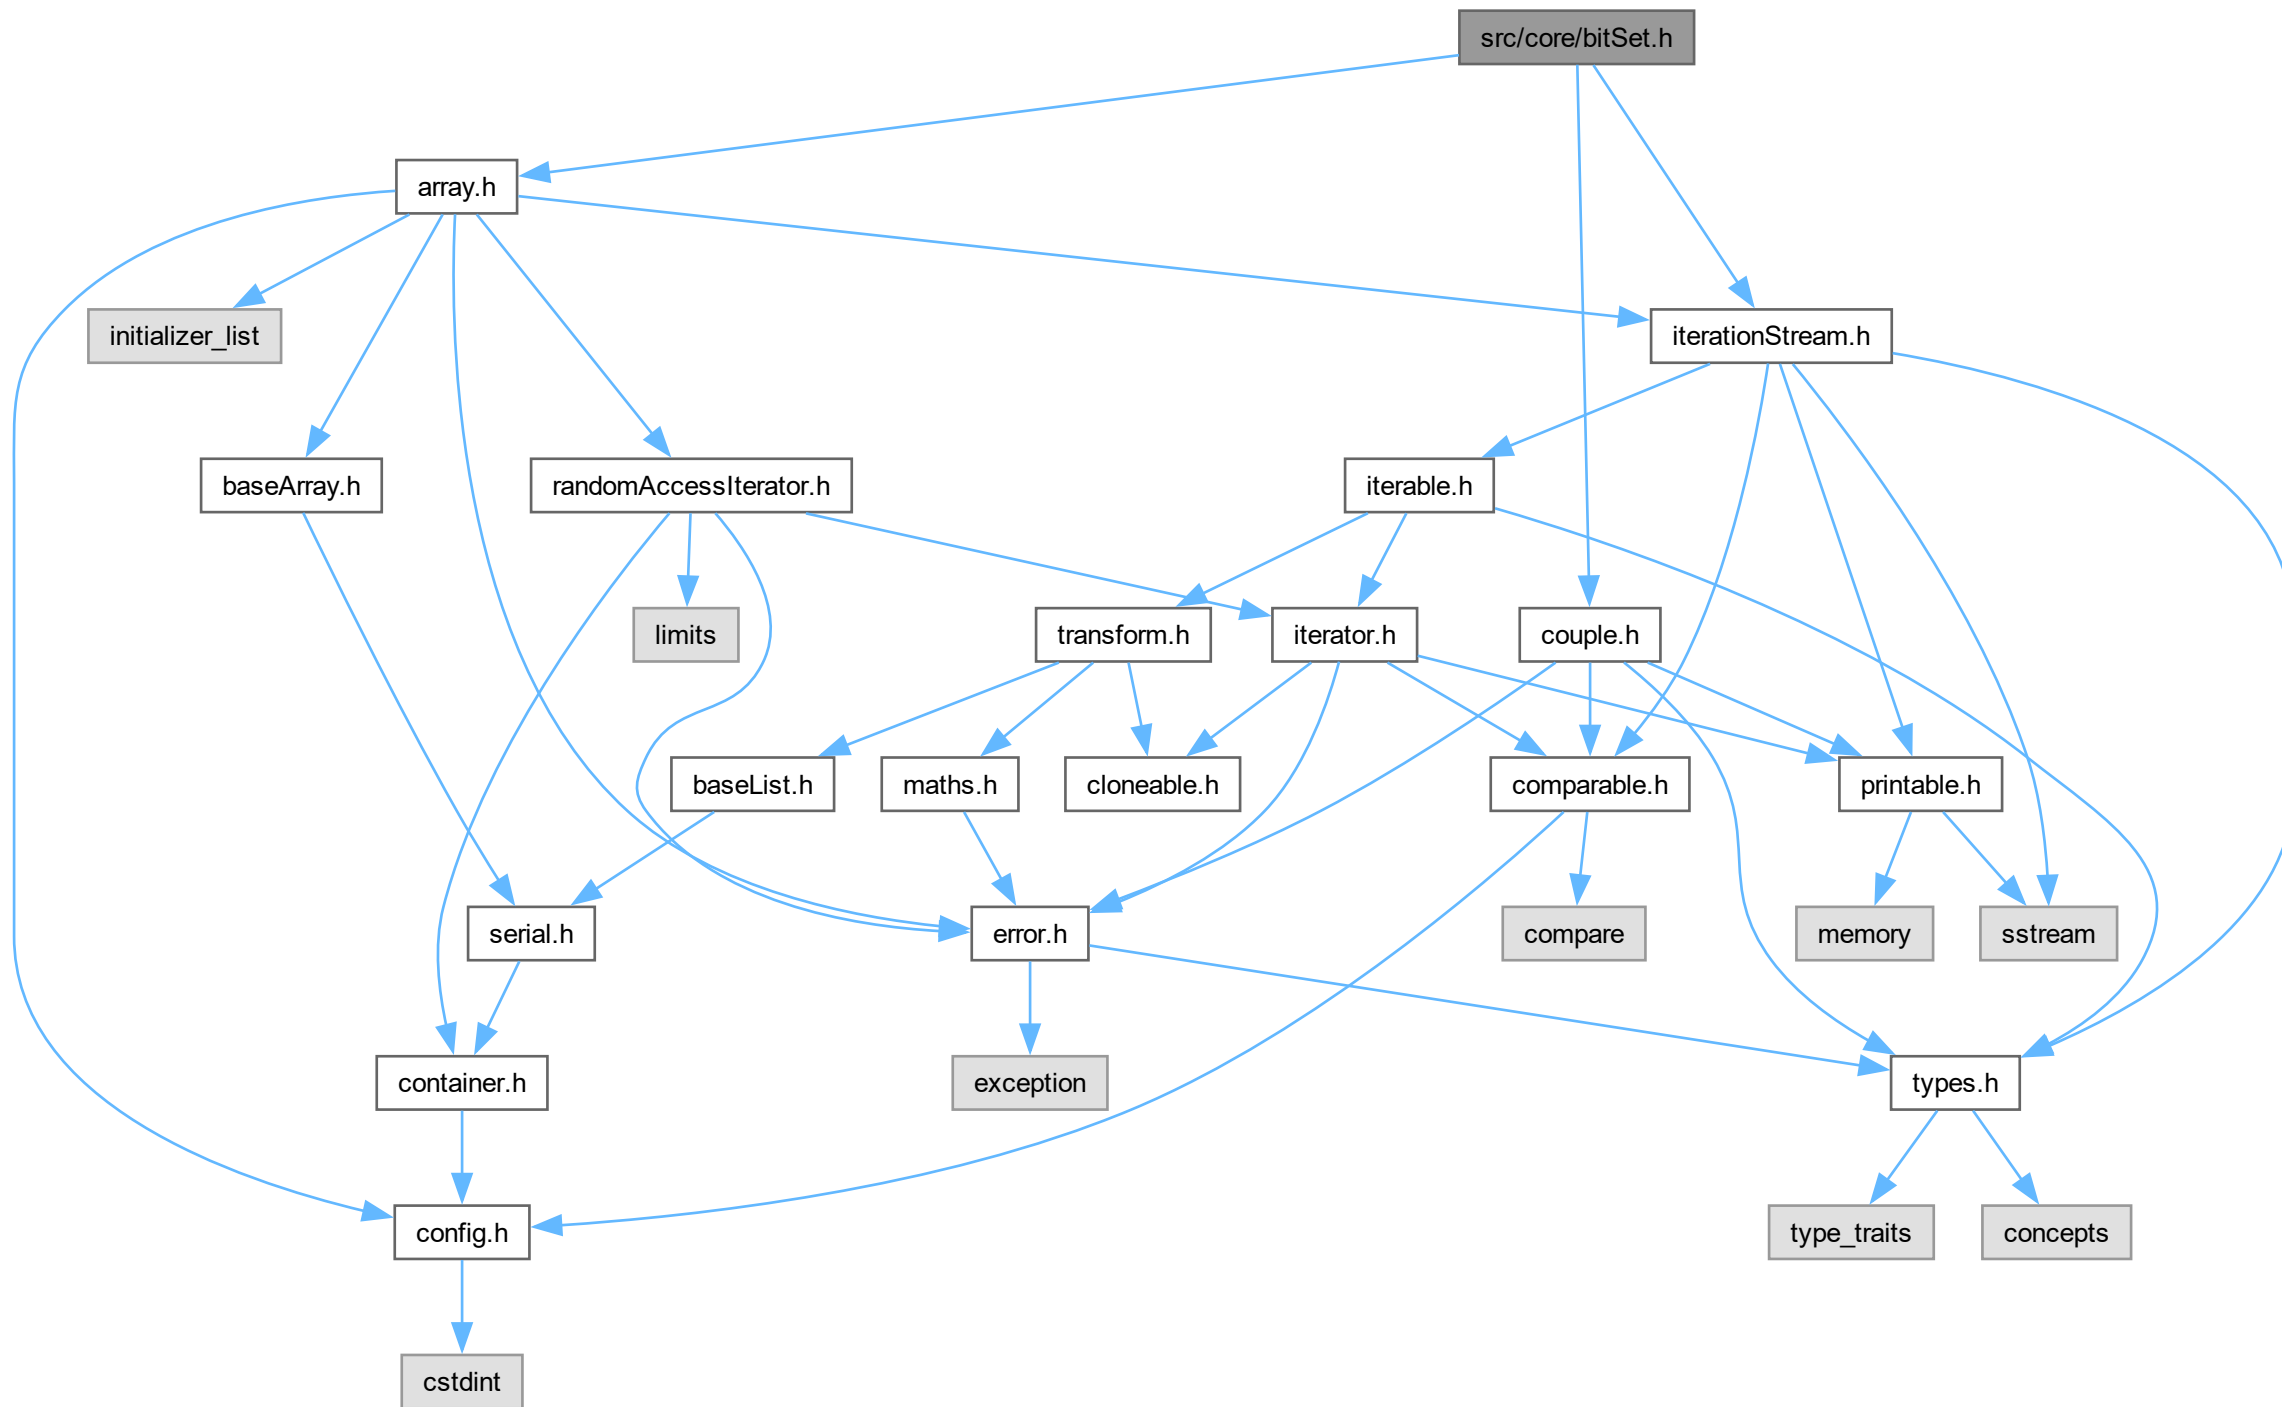 src/core/bitSet.h
array.h
initializer_list
iterationStream.h
baseArray.h
randomAccessIterator.h
iterable.h
limits
transform.h
iterator.h
couple.h
baseList.h
maths.h
cloneable.h
comparable.h
printable.h
serial.h
error.h
compare
memory
sstream
container.h
exception
types.h
config.h
type_traits
concepts
cstdint